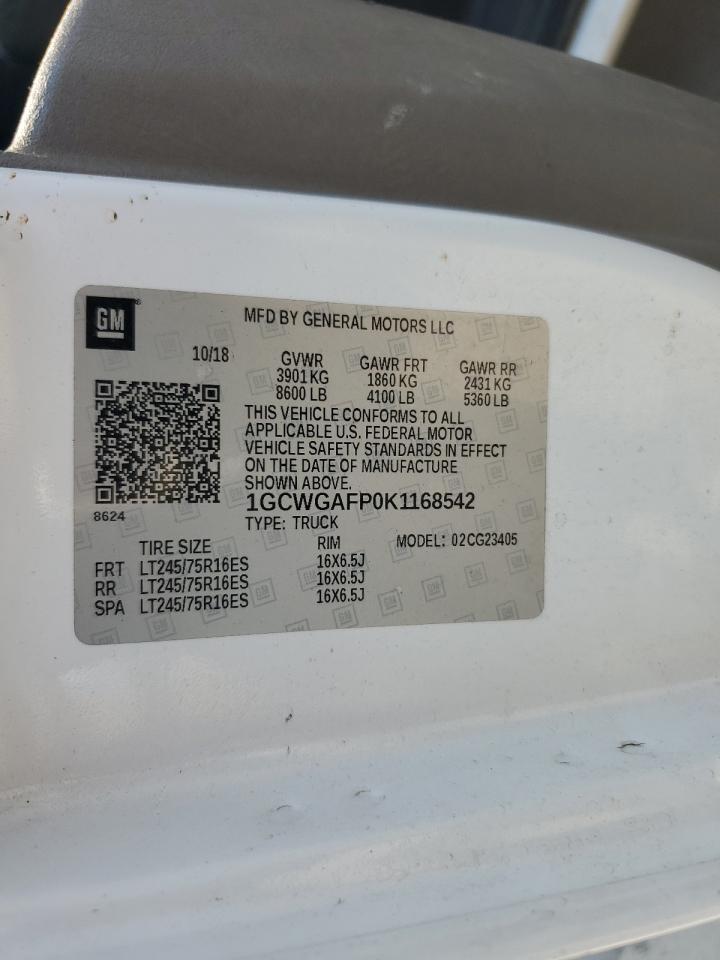 GM
MFD BY GENERAL MOTORS LLC
10/18 GVWR GAWR FRT GAWR RR
3901 KG 1860 KG 2431 KG
8600 LB 4100 LB 5360 LB
THIS VEHICLE CONFORMS TO ALL
APPLICABLE U.S. FEDERAL MOTOR
VEHICLE SAFETY STANDARDS IN EFFECT
ON THE DATE OF MANUFACTURE
SHOWN ABOVE.
8624
1GCWGAFP0K1168542
TYPE: TRUCK
TIRE SIZE RIM MODEL: 02CG23405
FRT LT245/75R16ES 16X6.5J
RR LT245/75R16ES 16X6.5J
SPA LT245/75R16ES 16X6.5J